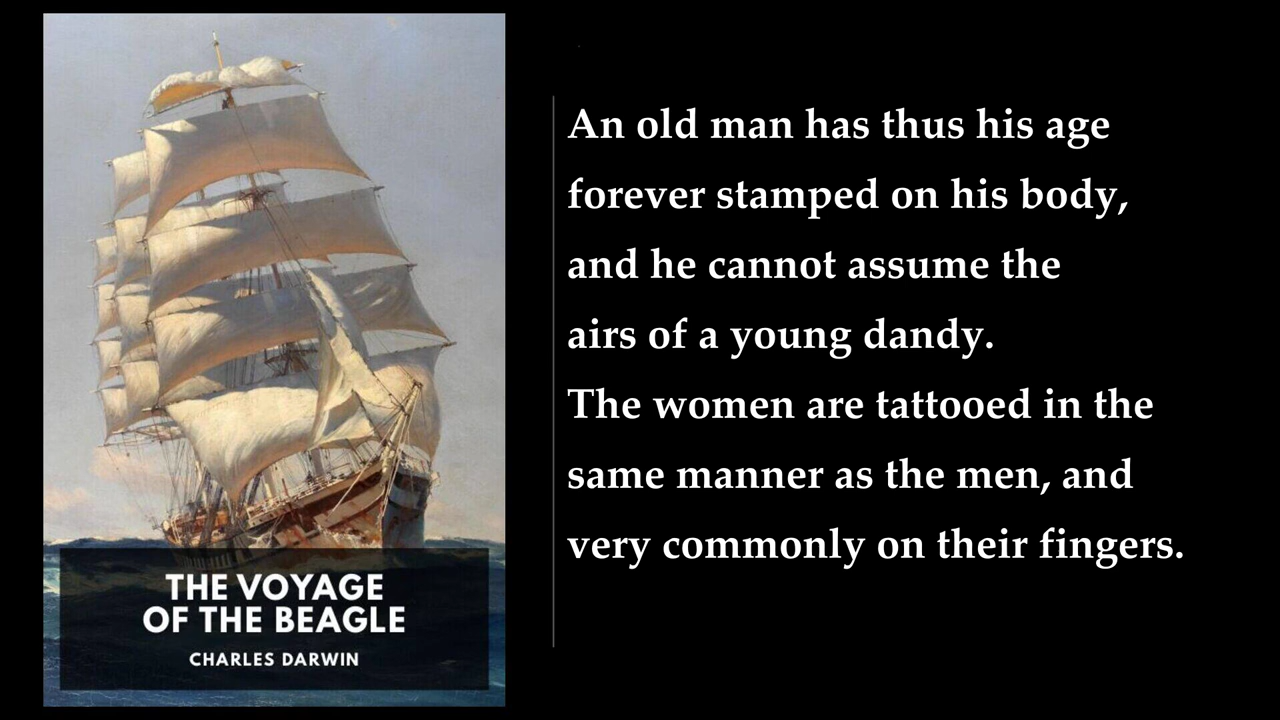 THE VOYAGE
OF THE BEAGLE
CHARLES DARWIN
An old man has thus his age
forever stamped on his body,
and he cannot assume the
airs of a young dandy.
The women are tattooed in the
same manner as the men, and
very commonly on their fingers.